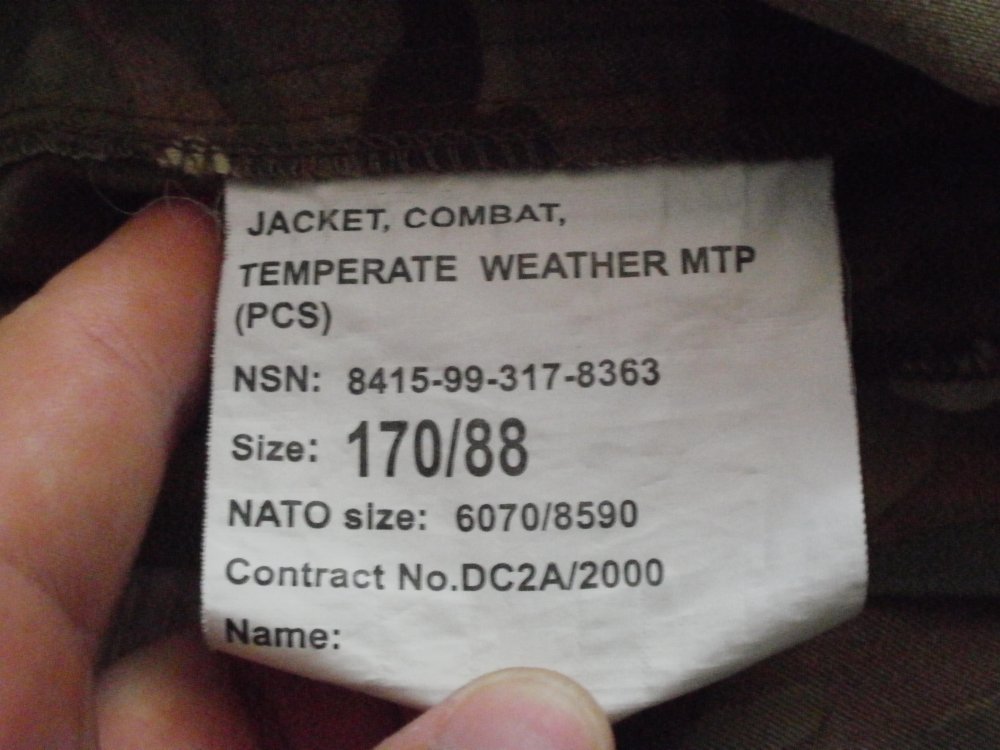 JACKET, COMBAT,
TEMPERATE WEATHER MTP
(PCS)
NSN: 8415-99-317-8363
Size: 170/88
NATO size: 6070/8590
Contract No.DC2A/2000
Name: